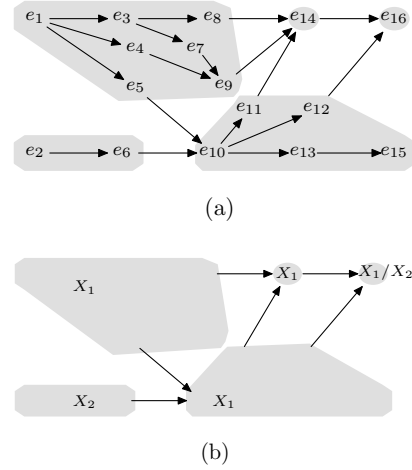 e₁ e₃ e₈ e₁₄ e₁₆
e₄ e₇
e₅ e₉
e₁₁ e₁₂
e₂ e₆ e₁₀ e₁₃ e₁₅
(a)
X₁ X₁/X₂
X₁
X₂ X₁
(b)